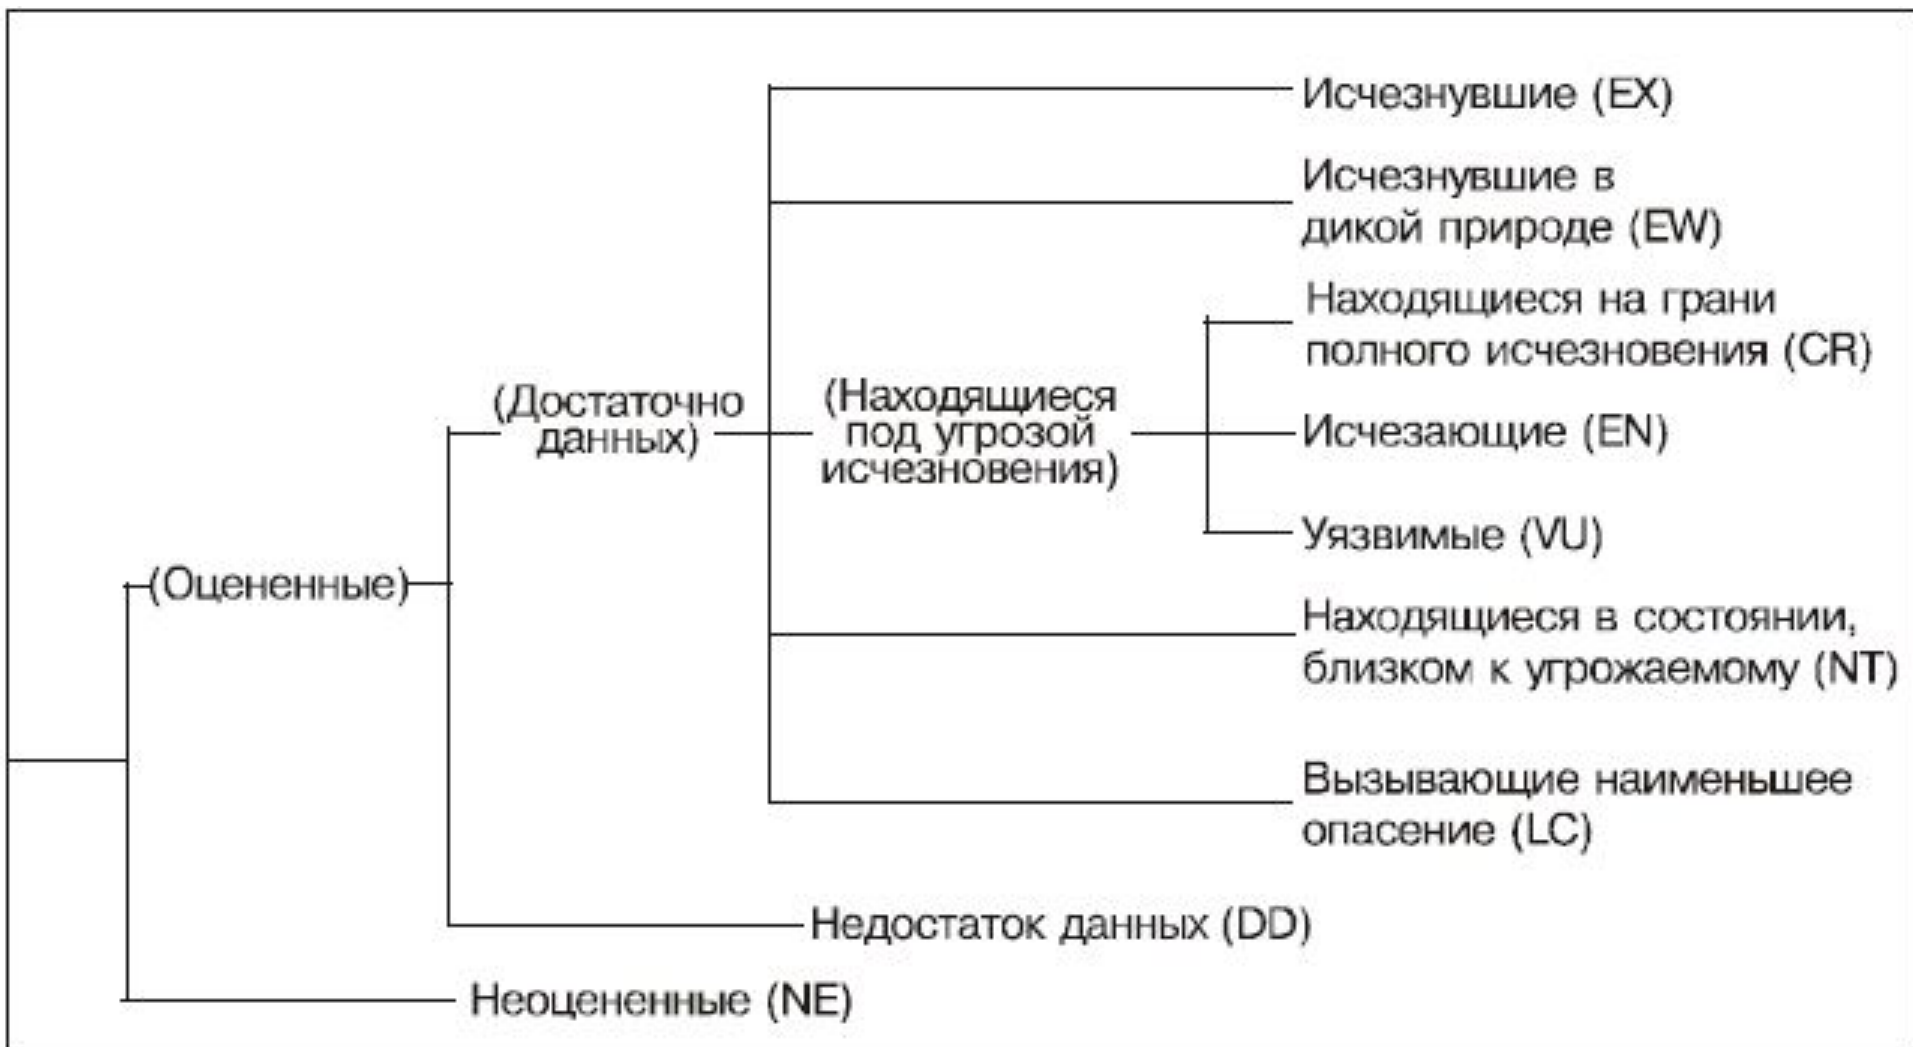 Исчезнувшие (EX)
Исчезнувшие в
дикой природе (EW)
Находящиеся на грани
полного исчезновения (CR)
(Достаточно
данных)
(Находящиеся
под угрозой
исчезновения)
Исчезающие (EN)
Уязвимые (VU)
(Оцененные)
Находящиеся в состоянии,
близком к угрожаемому (NT)
Вызывающие наименьшее
опасение (LC)
Недостаток данных (DD)
Неоцененные (NE)